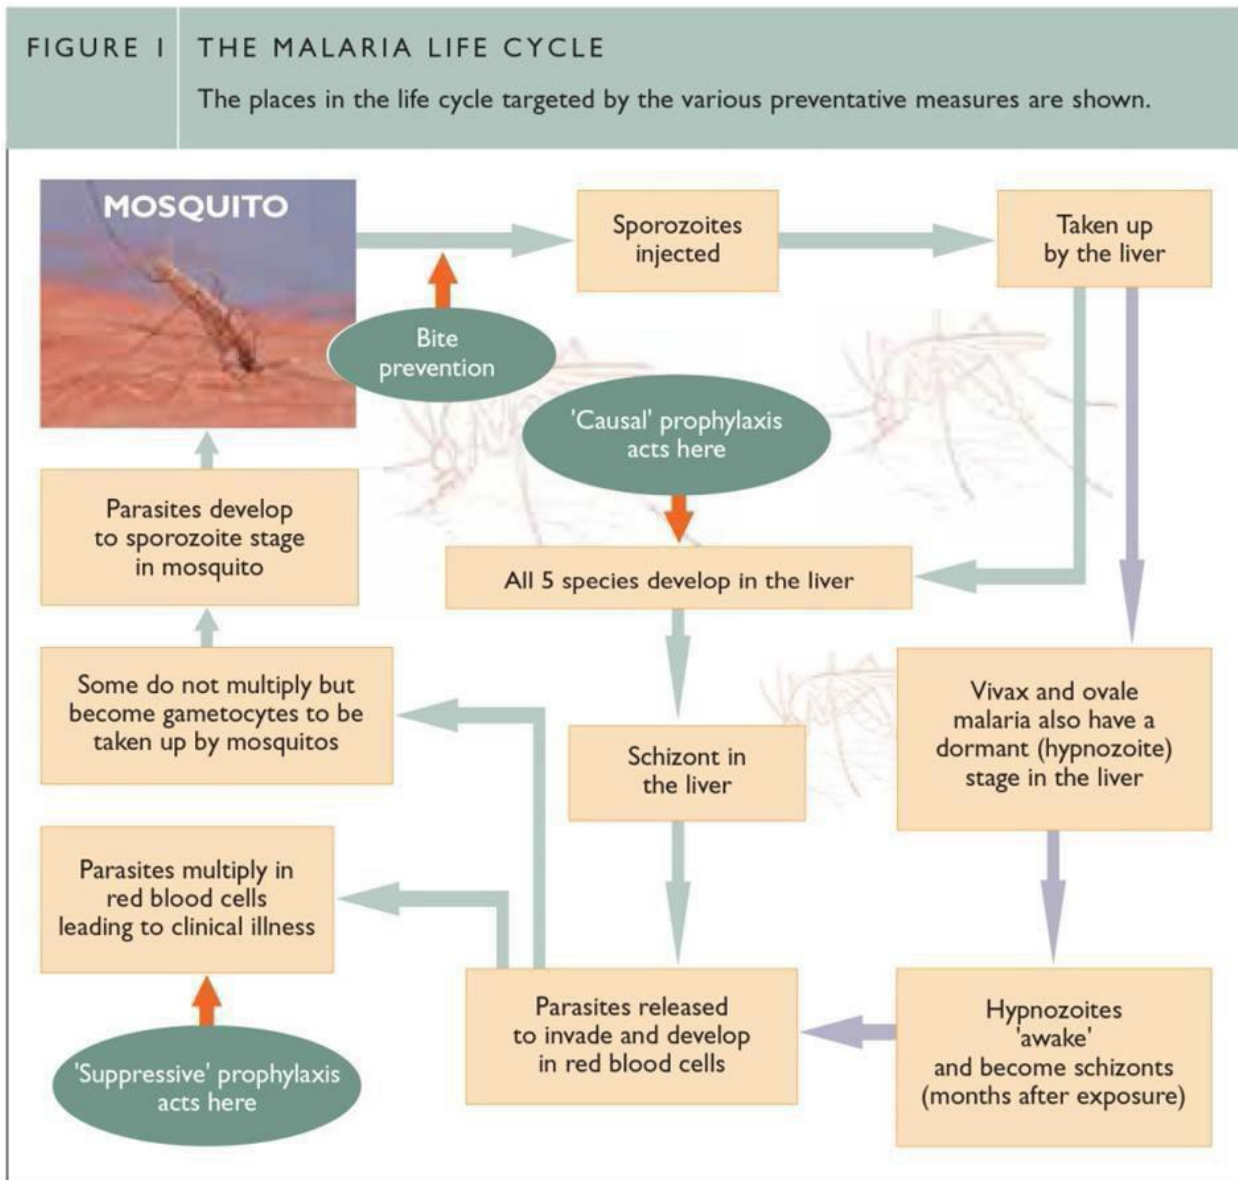 FIGURE I
THE MALARIA LIFE CYCLE
The places in the life cycle targeted by the various preventative measures are shown.
MOSQUITO
Sporozoites
injected
Taken up
by the liver
Bite
prevention
'Causal' prophylaxis
acts here
Parasites develop
to sporozoite stage
in mosquito
All 5 species develop in the liver
Some do not multiply but
become gametocytes to be
taken up by mosquitos
Schizont in
the liver
Vivax and ovale
malaria also have a
dormant (hypnozoite)
stage in the liver
Parasites multiply in
red blood cells
leading to clinical illness
Parasites released
to invade and develop
in red blood cells
Hypnozoites
'awake'
and become schizonts
(months after exposure)
'Suppressive' prophylaxis
acts here